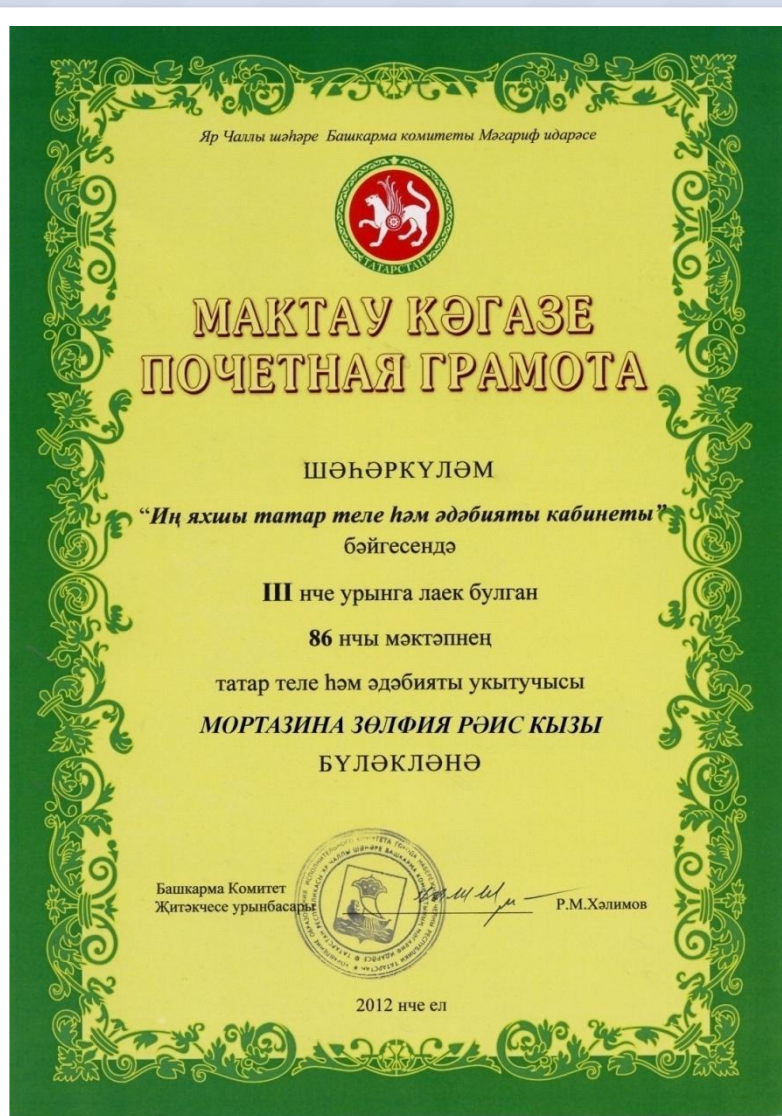 Яр Чаллы шәһәре Башкарма комитеты Мәгариф идарәсе
ТАТАРСТАН
МАКТАУ КӘГАЗЕ
ПОЧЕТНАЯ ГРАМОТА
ШӘҺӘРКҮЛӘМ
“Иң яхшы татар теле һәм әдәбияты кабинеты”
бәйгесендә
III нче урынга лаек булган
86 нчы мәктәпнең
татар теле һәм әдәбияты укытучысы
МОРТАЗИНА ЗӨЛФИЯ РӘИС КЫЗЫ
БҮЛӘКЛӘНӘ
Башкарма Комитет
Җитәкчесе урынбасары
Р.М.Хәлимов
2012 нче ел